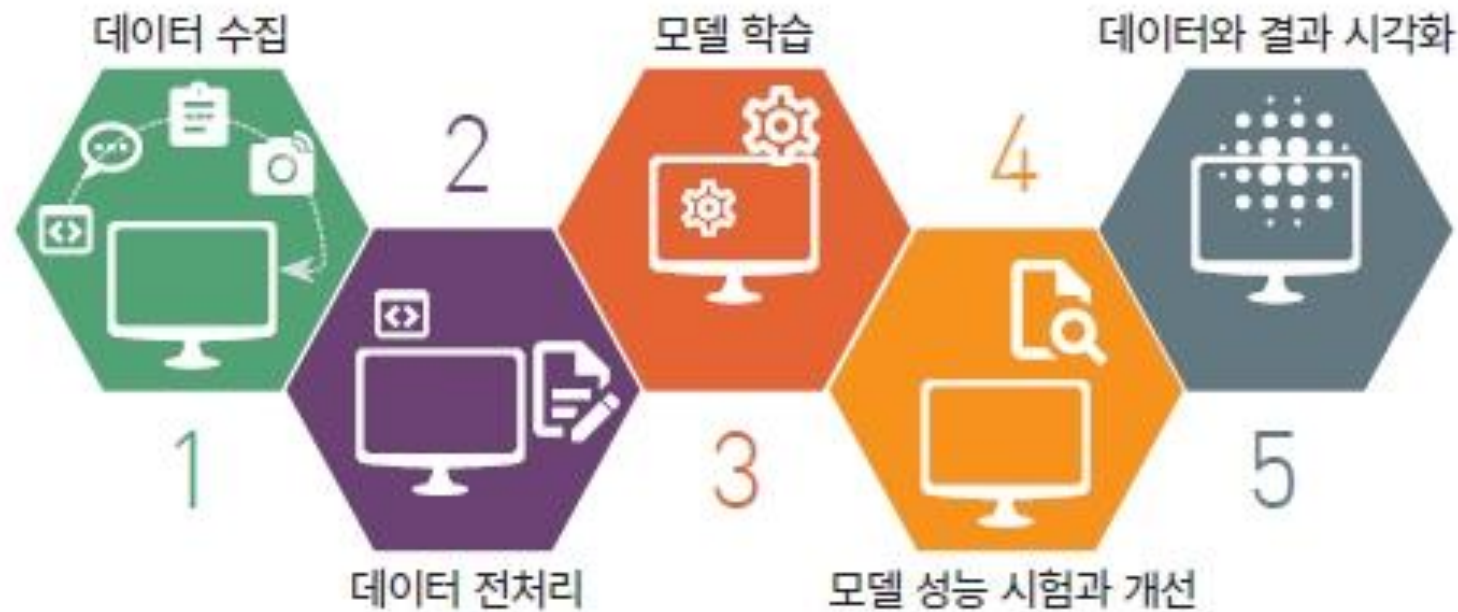 데이터 수집
1
2
데이터 전처리
모델 학습
3
4
모델 성능 시험과 개선
데이터와 결과 시각화
5